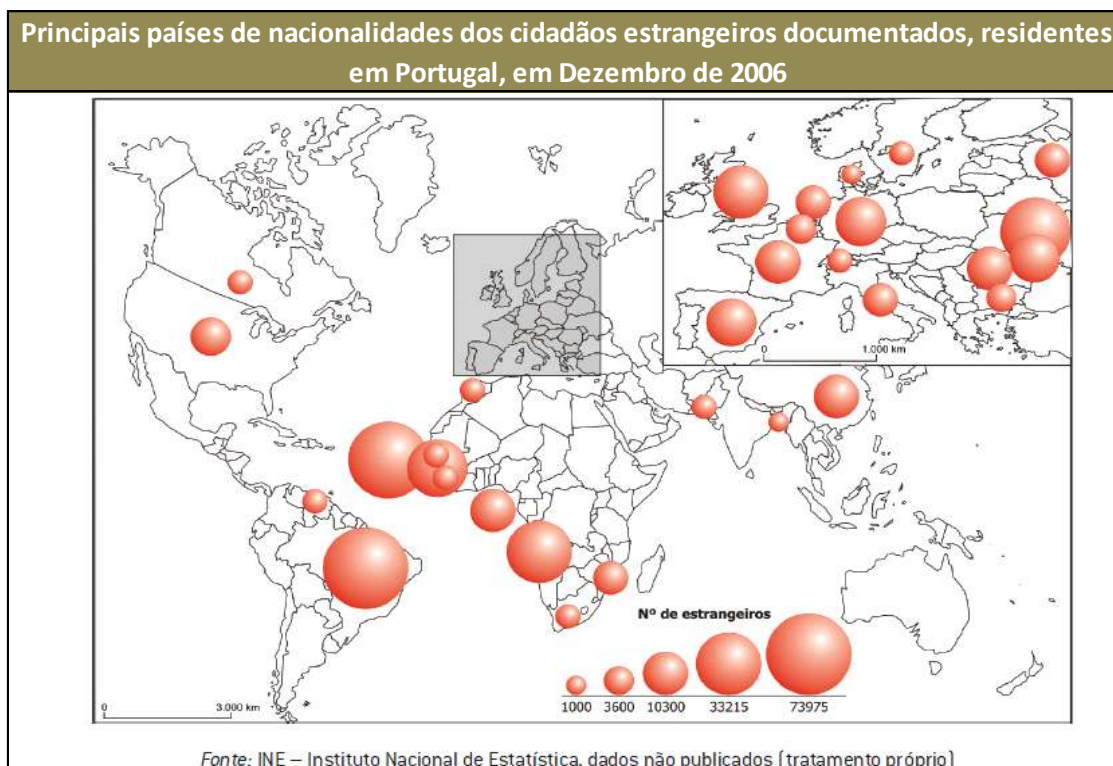 Principais países de nacionalidades dos cidadãos estrangeiros documentados, residentes
em Portugal, em Dezembro de 2006
0
1.000 km
Nº de estrangeiros
1000 3600 10300 33215 73975
0
3.000 km
Fonte: INE – Instituto Nacional de Estatística, dados não publicados (tratamento próprio)